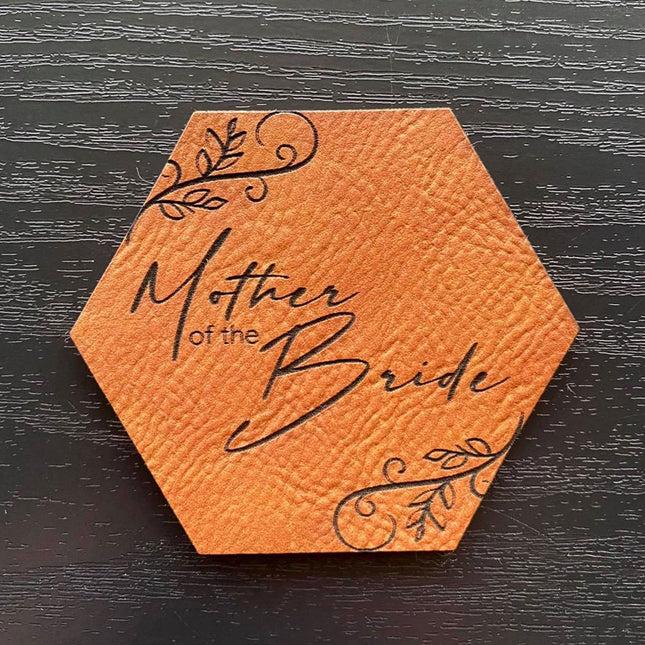 Mother
of the
Bride